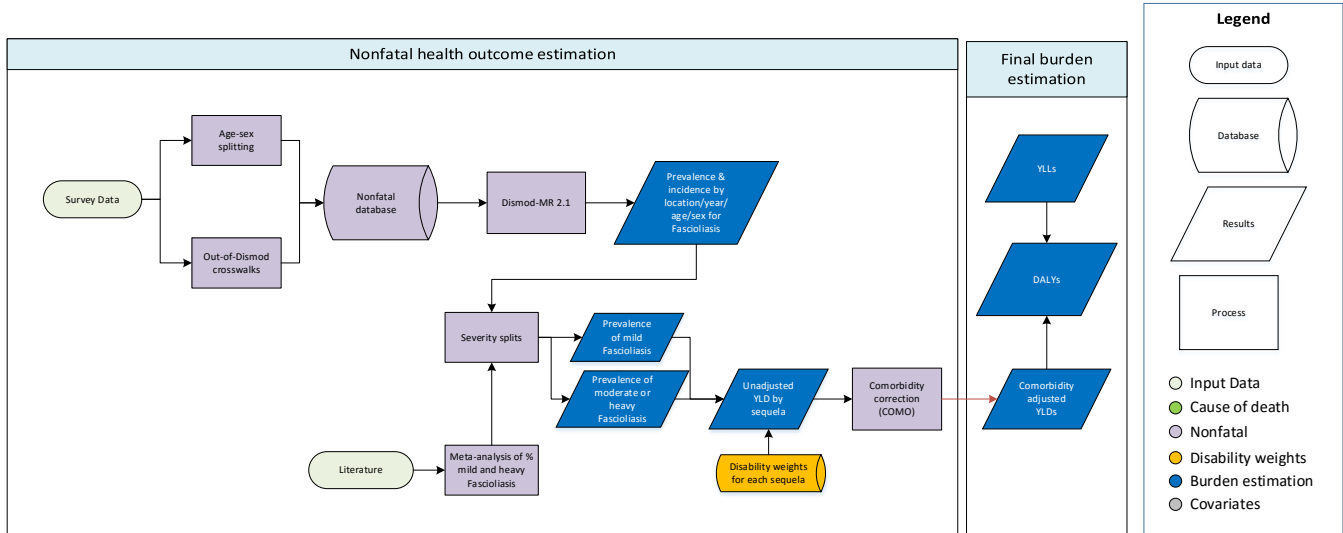 Nonfatal health outcome estimation
Final burden
estimation
Legend
Input data
Database
Results
Process
Input Data
Cause of death
Nonfatal
Disability weights
Burden estimation
Covariates
Survey Data
Age-sex
splitting
Out-of-Dismod
crosswalks
Nonfatal
database
Dismod-MR 2.1
Prevalence &
incidence by
location/year/
age/sex for
Fascioliasis
Severity splits
Prevalence
of mild
Fascioliasis
Prevalence of
moderate or
heavy
Fascioliasis
Unadjusted
YLD by
sequela
Comorbidity
correction
(COMO)
Literature
Meta-analysis of %
mild and heavy
Fascioliasis
Disability weights
for each sequela
YLLs
DALYs
Comorbidity
adjusted
YLDs